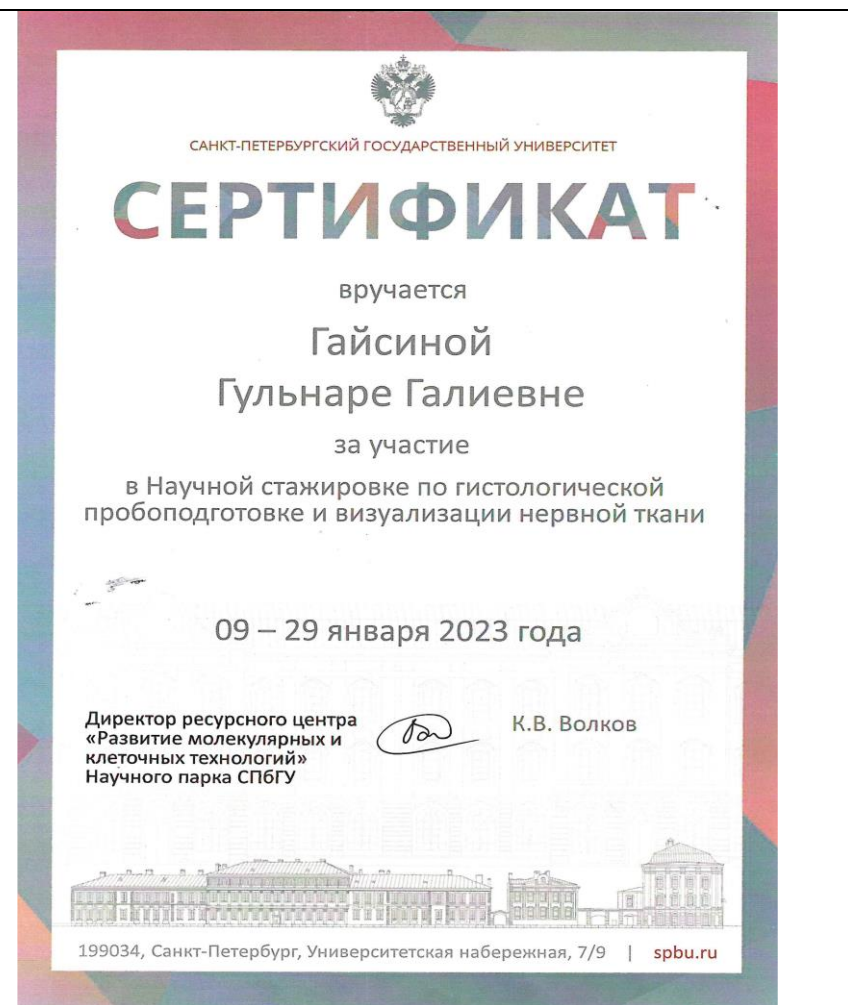 САНКТ-ПЕТЕРБУРГСКИЙ ГОСУДАРСТВЕННЫЙ УНИВЕРСИТЕТ
СЕРТИФИКАТ
вручается
Гайсиной
Гульнаре Галиевне
за участие
в Научной стажировке по гистологической
пробоподготовке и визуализации нервной ткани
09 – 29 января 2023 года
Директор ресурсного центра
«Развитие молекулярных и
клеточных технологий»
Научного парка СПбГУ
К.В. Волков
199034, Санкт-Петербург, Университетская набережная, 7/9 | spbu.ru